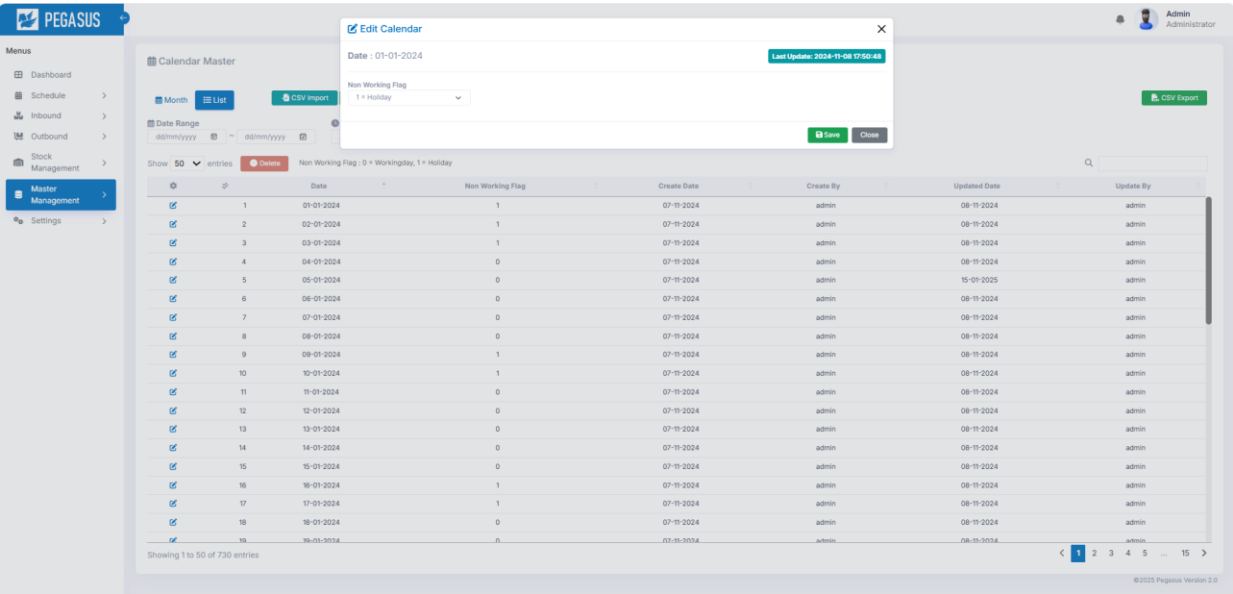 PEGASUS
Admin
Administrator
Menus
Dashboard
Schedule
Inbound
Outbound
Stock
Management
Master
Management
Settings
Edit Calendar
Date : 01-01-2024
Last Update: 2024-11-08 17:50:48
Non Working Flag
1 = Holiday
Save Close
Calendar Master
Month List CSV Import CSV Export
Date Range
dd/mm/yyyy ~ dd/mm/yyyy
Show 50 entries Delete Non Working Flag : 0 = Workingday, 1 = Holiday
Date Non Working Flag Create Date Create By Updated Date Update By
1 01-01-2024 1 07-11-2024 admin 08-11-2024 admin
2 02-01-2024 1 07-11-2024 admin 08-11-2024 admin
3 03-01-2024 1 07-11-2024 admin 08-11-2024 admin
4 04-01-2024 0 07-11-2024 admin 08-11-2024 admin
5 05-01-2024 0 07-11-2024 admin 15-01-2025 admin
6 06-01-2024 0 07-11-2024 admin 08-11-2024 admin
7 07-01-2024 0 07-11-2024 admin 08-11-2024 admin
8 08-01-2024 0 07-11-2024 admin 08-11-2024 admin
9 09-01-2024 1 07-11-2024 admin 08-11-2024 admin
10 10-01-2024 1 07-11-2024 admin 08-11-2024 admin
11 11-01-2024 0 07-11-2024 admin 08-11-2024 admin
12 12-01-2024 0 07-11-2024 admin 08-11-2024 admin
13 13-01-2024 0 07-11-2024 admin 08-11-2024 admin
14 14-01-2024 0 07-11-2024 admin 08-11-2024 admin
15 15-01-2024 0 07-11-2024 admin 08-11-2024 admin
16 16-01-2024 1 07-11-2024 admin 08-11-2024 admin
17 17-01-2024 1 07-11-2024 admin 08-11-2024 admin
18 18-01-2024 0 07-11-2024 admin 08-11-2024 admin
19 19-01-2024 0 07-11-2024 admin 08-11-2024 admin
Showing 1 to 50 of 730 entries
1 2 3 4 5 ... 15
©2025 Pegasus Version 2.0